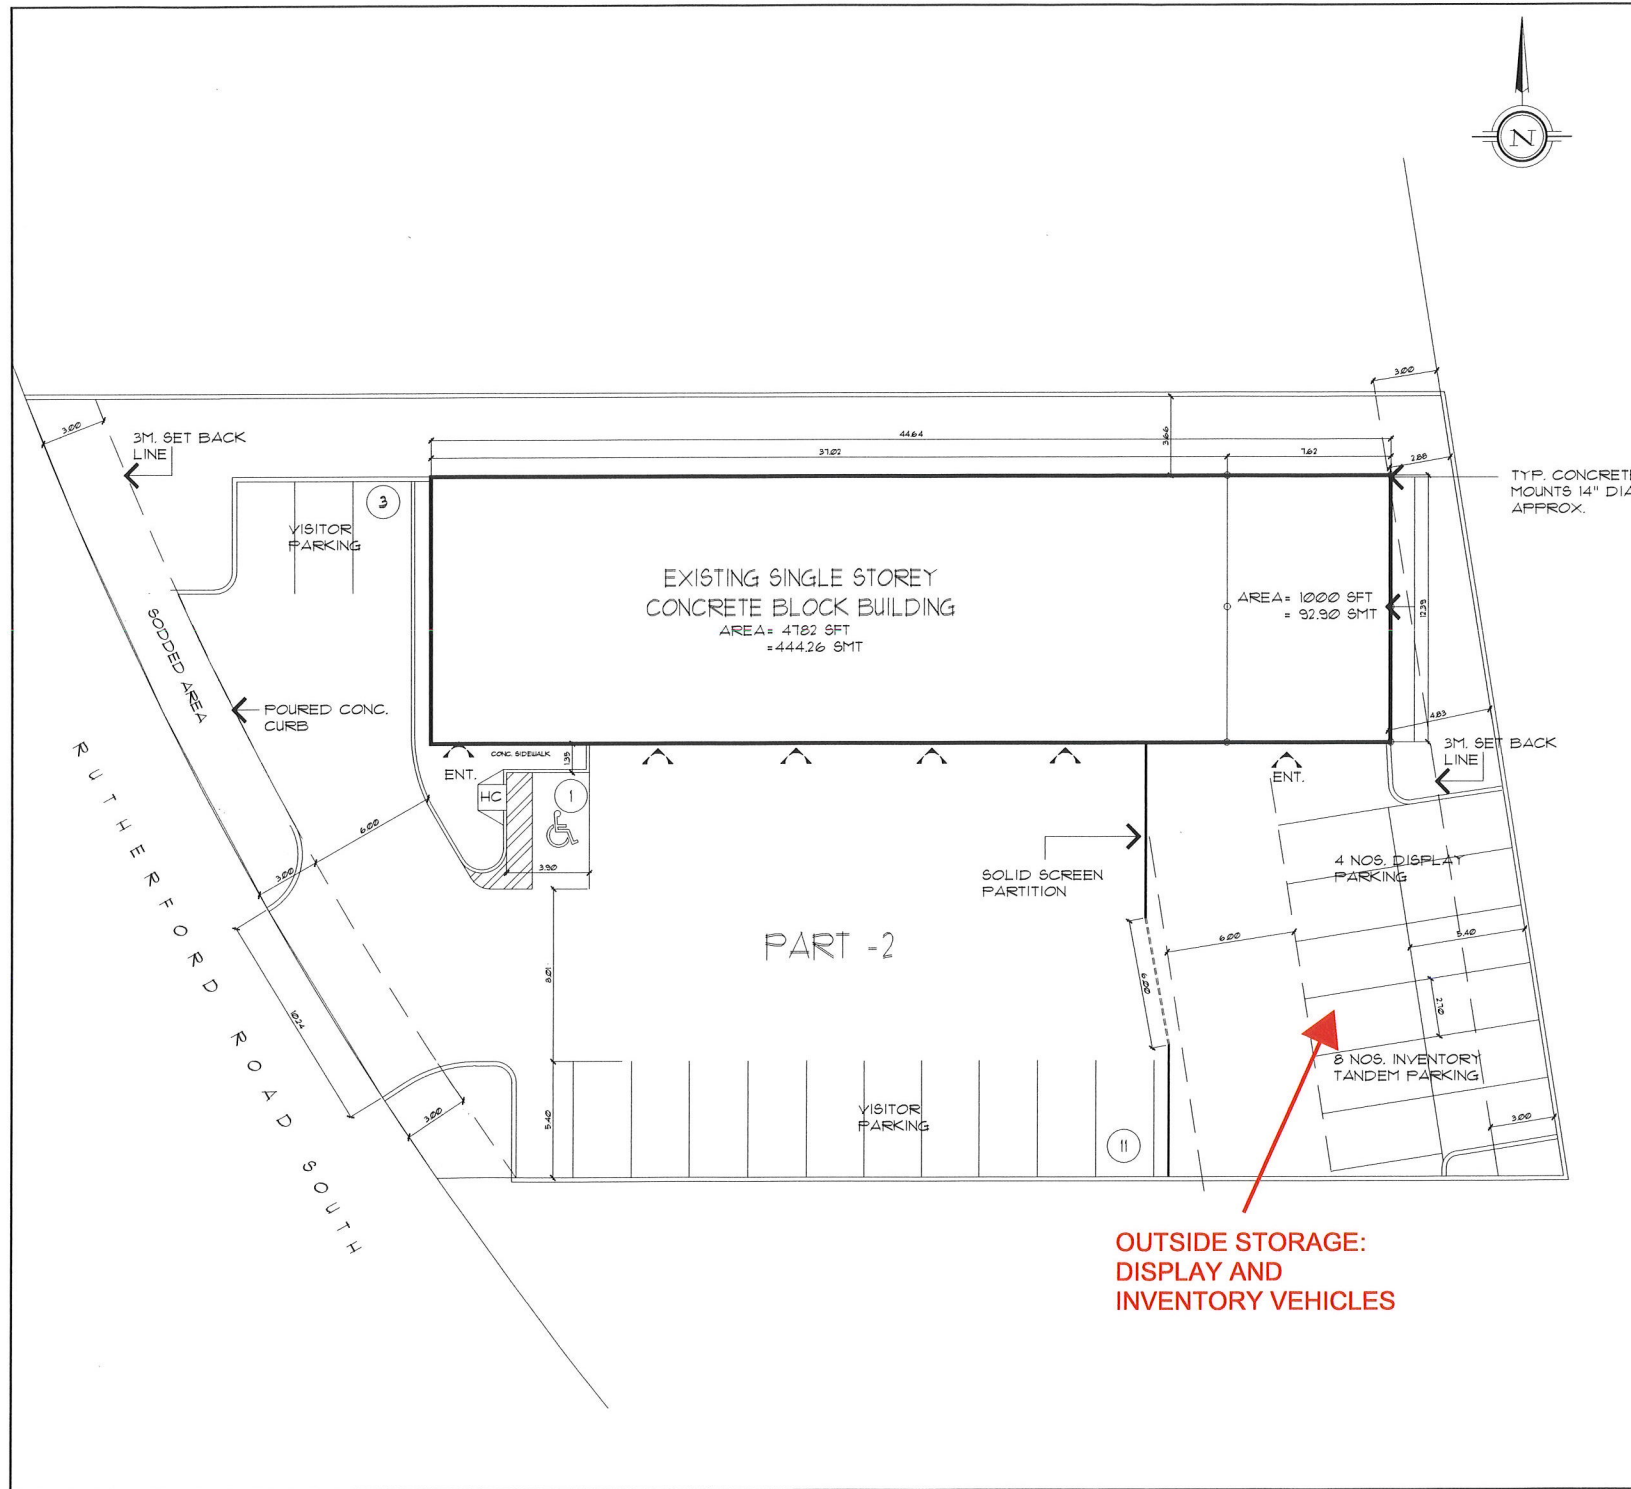 N
3.00
3.00
3M. SET BACK
LINE
44.64
3.66
37.02
7.62
2.88
TYP. CONCRETE
MOUNTS 14" DIA
APPROX.
3
VISITOR
PARKING
EXISTING SINGLE STOREY
CONCRETE BLOCK BUILDING
AREA= 4782 SFT
=444.26 SMT
AREA= 1000 SFT
= 92.90 SMT
12.39
SODDED AREA
POURED CONC.
CURB
4.83
3M. SET BACK
LINE
CONC. SIDEWALK
1.35
ENT.
ENT.
HC
1
6.00
3.00
3.90
SOLID SCREEN
PARTITION
4 NOS. DISPLAY
PARKING
RUTHERFORD ROAD SOUTH
PART -2
6.00
5.40
8.01
6.00
2.70
10.24
8 NOS. INVENTORY
TANDEM PARKING
3.00
5.40
VISITOR
PARKING
11
3.00
OUTSIDE STORAGE:
DISPLAY AND
INVENTORY VEHICLES